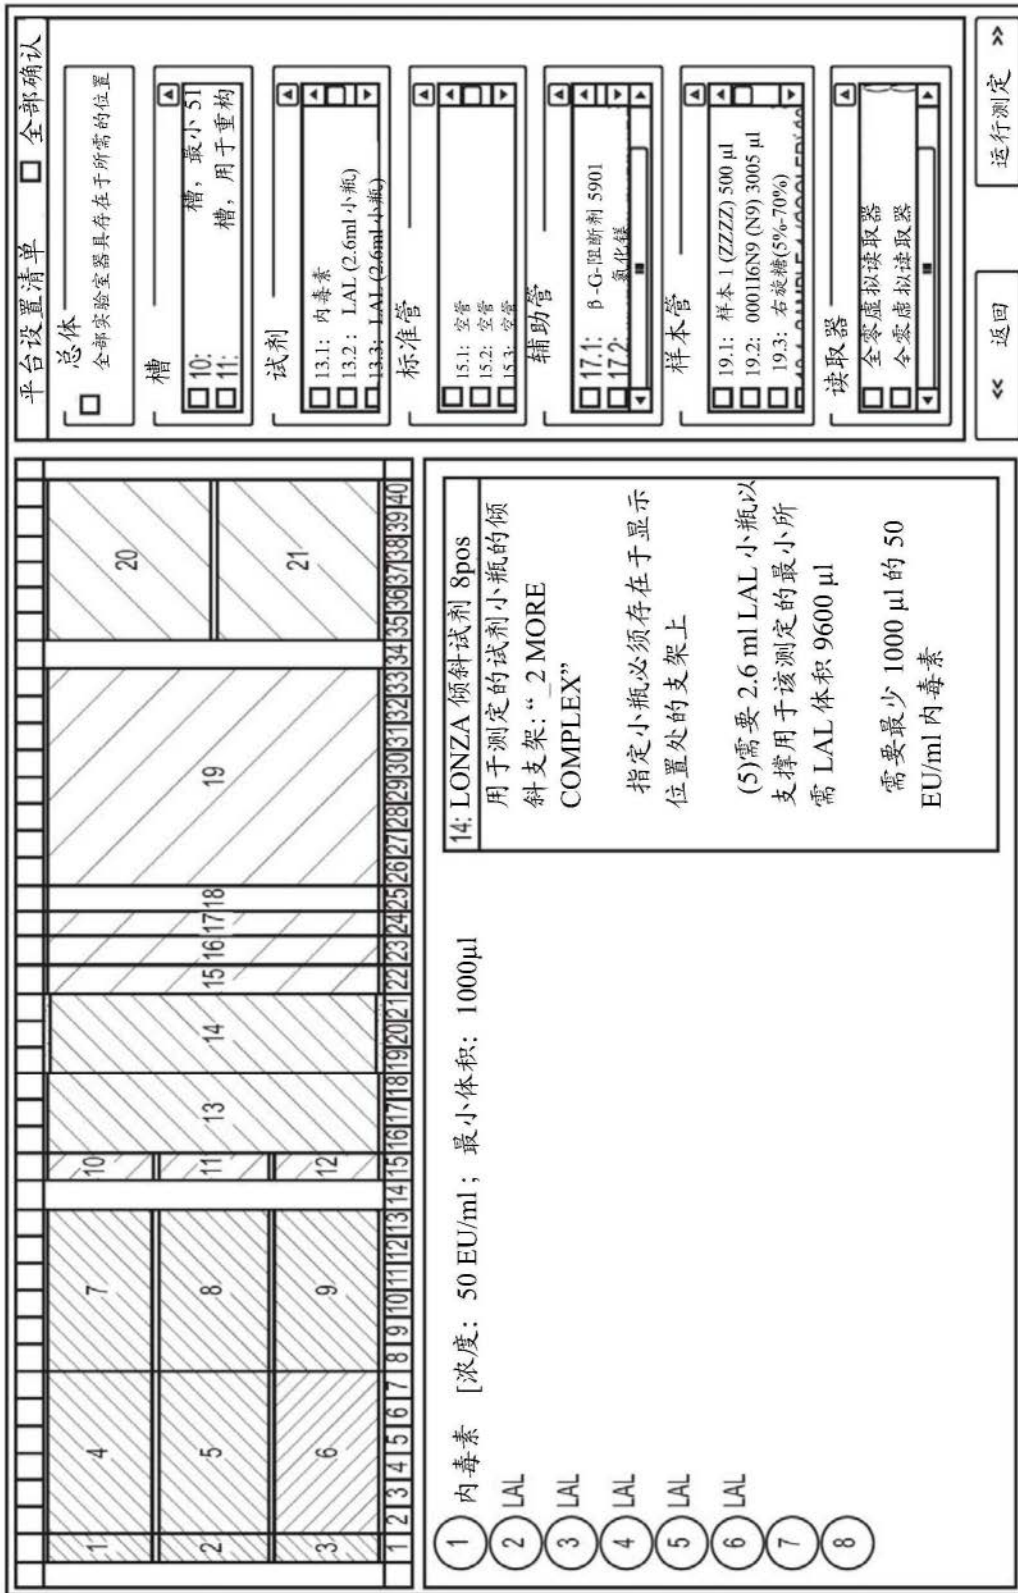 1 4 7 10 13 14 15 16 17 18 19 20
2 5 8 11
3 6 9 12 21
1 2 3 4 5 6 7 8 9 10 11 12 13 14 15 16 17 18 19 20 21 22 23 24 25 26 27 28 29 30 31 32 33 34 35 36 37 38 39 40
平台设置清单 全部确认
总体
全部实验室器具存在于所需的位置
槽
10: 槽，最小 51
11: 槽，用于重构
试剂
13.1: 内毒素
13.2: LAL (2.6ml 小瓶)
13.3: LAL (2.6ml 小瓶)
标准管
15.1: 空管
15.2: 空管
15.3: 空管
辅助管
17.1: β -G-阻断剂 5901
17.2: 氯化镁
样本管
19.1: 样本 1 (ZZZZ) 500 µl
19.2: 000116N9 (N9) 3005 µl
19.3: 右旋糖(5%-70%)
读取器
全零虚拟读取器
全零虚拟读取器
<< 返回
运行测定 >>
1 内毒素 [浓度：50 EU/ml；最小体积：1000µl
2 LAL
3 LAL
4 LAL
5 LAL
6 LAL
7
8
14: LONZA 倾斜试剂 8pos
用于测定的试剂小瓶的倾
斜支架: “_2 MORE
COMPLEX”
指定小瓶必须存在于显示
位置处的支架上
(5)需要 2.6 ml LAL 小瓶以
支撑用于该测定的最小所
需 LAL 体积 9600 µl
需要最少 1000 µl 的 50
EU/ml 内毒素